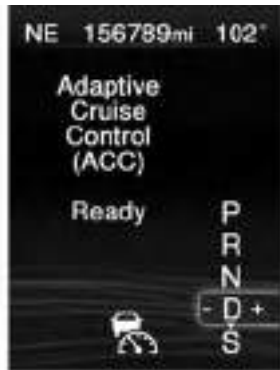 NE 156789mi 102°
Adaptive
Cruise
Control
(ACC)
Ready
P
R
N
- D +
S